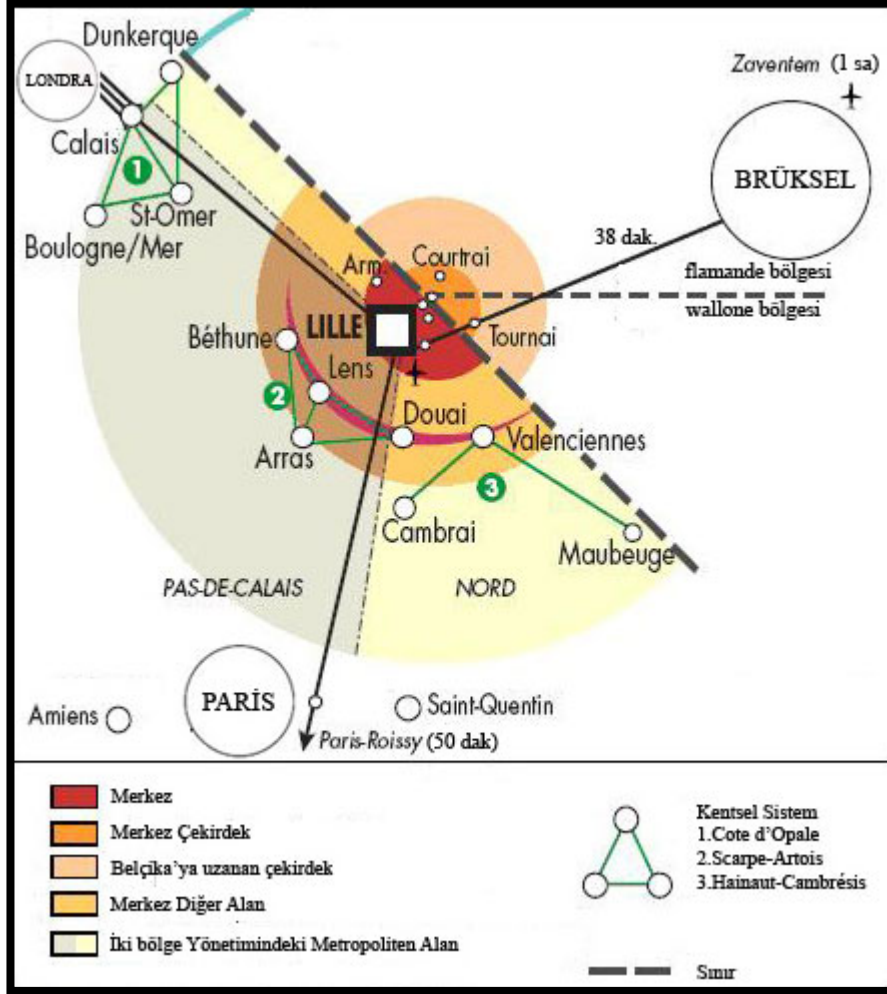 Dunkerque
LONDRA
Zaventem (1 sa)
Calais
1
St-Omer
Boulogne/Mer
BRÜKSEL
38 dak.
Courtrai
Arm.
flamande bölgesi
wallone bölgesi
LILLE
Tournai
Béthune
Lens
2
Douai
Arras
Valenciennes
3
Cambrai
Maubeuge
PAS-DE-CALAIS
NORD
PARİS
Amiens
Saint-Quentin
Paris-Roissy (50 dak)
Merkez
Merkez Çekirdek
Belçika'ya uzanan çekirdek
Merkez Diğer Alan
İki bölge Yönetimindeki Metropoliten Alan
Kentsel Sistem
1.Cote d'Opale
2.Scarpe-Artois
3.Hainaut-Cambrésis
Sınır